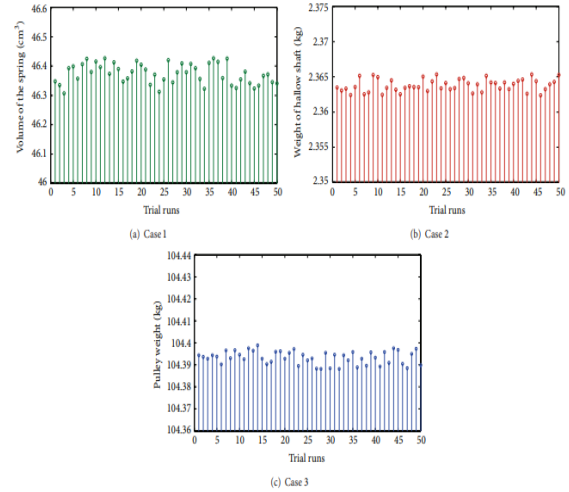 Volume of the spring (cm³)
46.6
46.5
46.4
46.3
46.2
46.1
46
0 5 10 15 20 25 30 35 40 45 50
Trial runs
(a) Case 1
Weight of hallow shaft (kg)
2.375
2.37
2.365
2.36
2.355
2.35
0 5 10 15 20 25 30 35 40 45 50
Trial runs
(b) Case 2
Pulley weight (kg)
104.44
104.43
104.42
104.41
104.40
104.39
104.38
104.37
104.36
0 5 10 15 20 25 30 35 40 45 50
Trial runs
(c) Case 3